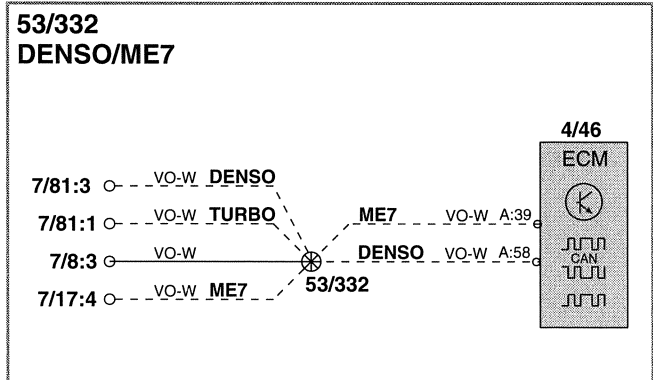 53/332
DENSO/ME7
4/46
ECM
7/81:3 VO-W DENSO
7/81:1 VO-W TURBO ME7 VO-W A:39
7/8:3 VO-W DENSO VO-W A:58 CAN
53/332
7/17:4 VO-W ME7